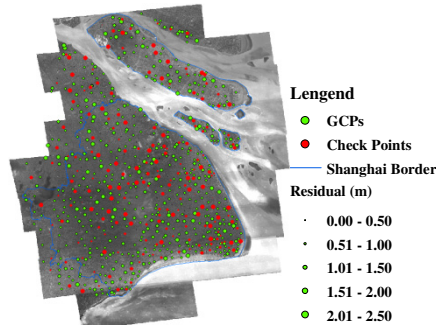 Lengend
GCPs
Check Points
Shanghai Border
Residual (m)
0.00 - 0.50
0.51 - 1.00
1.01 - 1.50
1.51 - 2.00
2.01 - 2.50